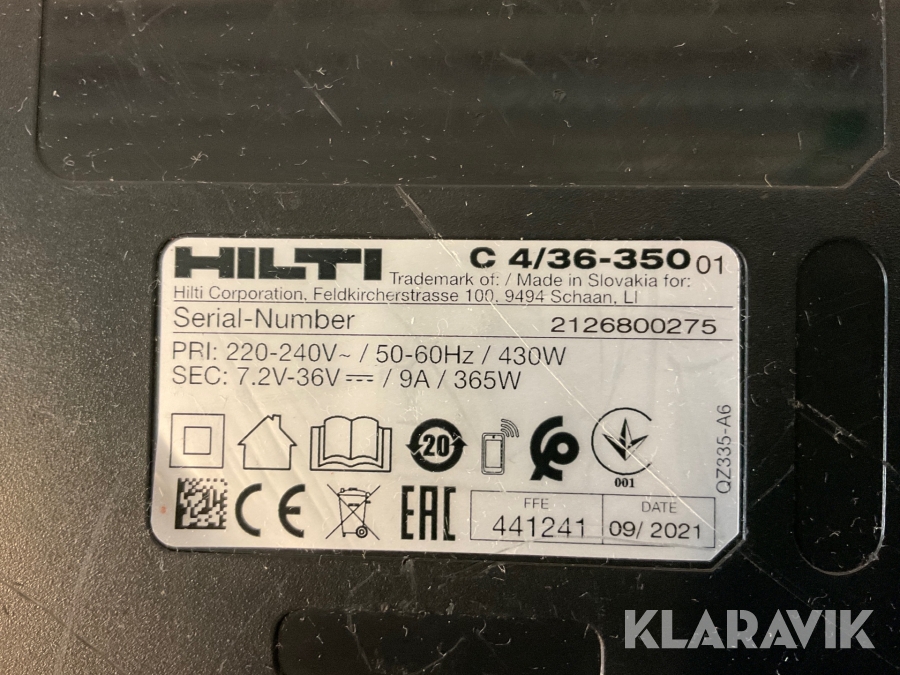 HILTI C 4/36-350 01
Trademark of: / Made in Slovakia for:
Hilti Corporation, Feldkircherstrasse 100, 9494 Schaan, LI
Serial-Number 2126800275
PRI: 220-240V~ / 50-60Hz / 430W
SEC: 7.2V-36V⎓ / 9A / 365W
20
001
QZ335-A6
CE EAC
FFE DATE
441241 09/ 2021
KLARAVIK